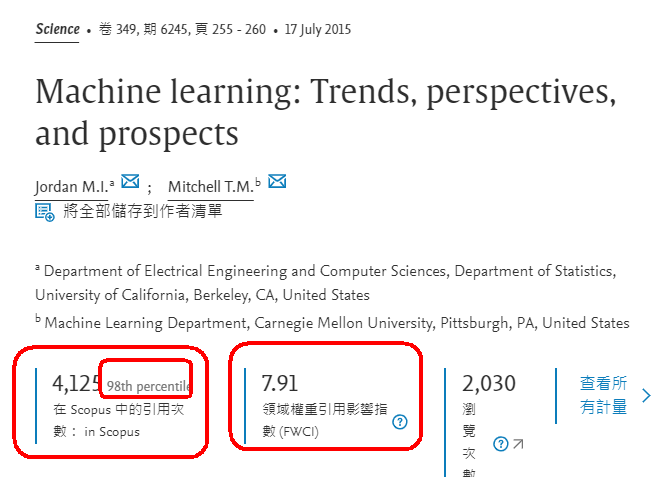 Science • 卷 349, 期 6245, 頁 255 - 260 • 17 July 2015
Machine learning: Trends, perspectives,
and prospects
Jordan M.I.ᵃ ; Mitchell T.M.ᵇ
將全部儲存到作者清單
ᵃ Department of Electrical Engineering and Computer Sciences, Department of Statistics,
University of California, Berkeley, CA, United States
ᵇ Machine Learning Department, Carnegie Mellon University, Pittsburgh, PA, United States
4,125 98th percentile
在 Scopus 中的引用次
數： in Scopus
7.91
領域權重引用影響指
數 (FWCI)
2,030
瀏
覽
次
數
查看所
有計量